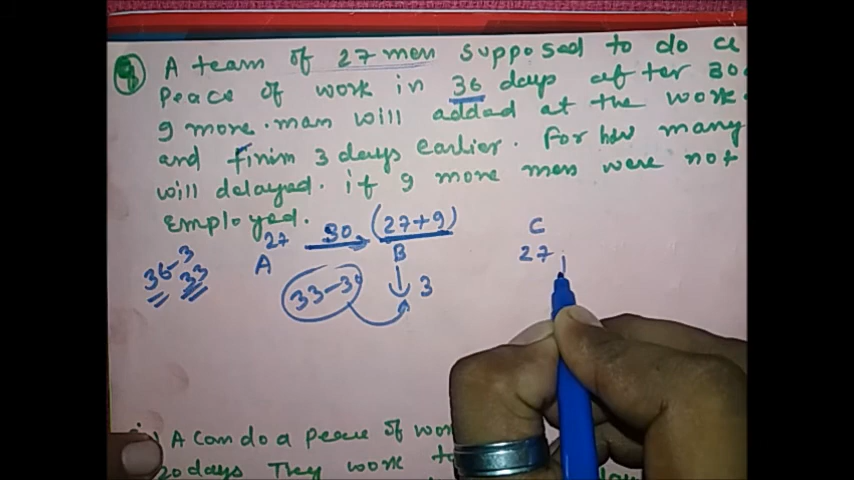 9. A team of 27 men supposed to do a
Peace of work in 36 days after 30
9 more man will added at the work
and finim 3 days earlier. For how many
will delayed. if 9 more men were not
Employed.
27 30 (27+9) C
A B 27
36-3
33
33-30 3
A can do a peace of wor
20 days They work t